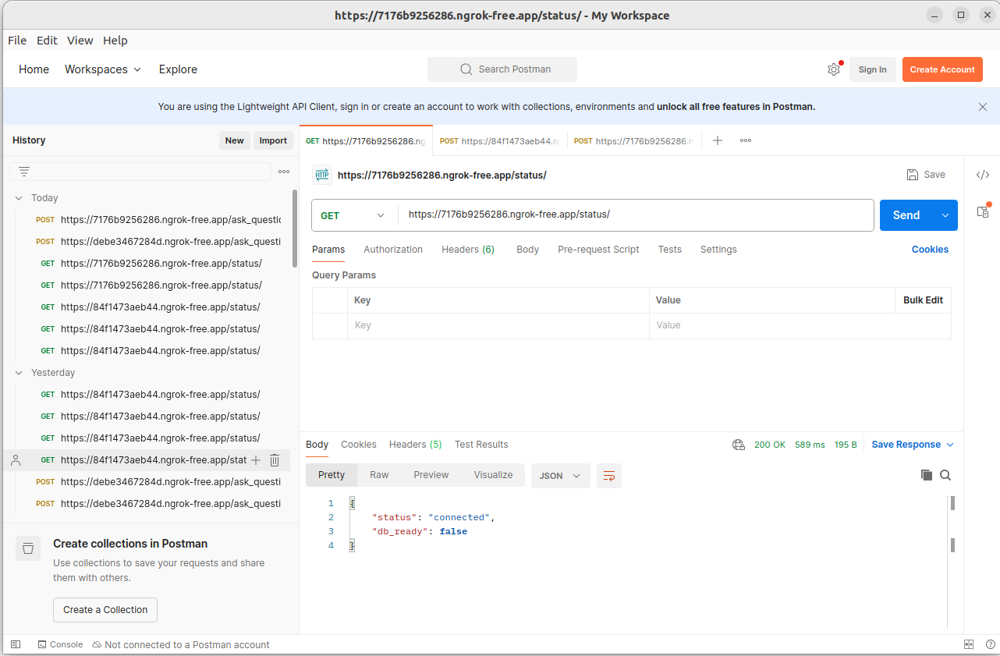 https://7176b9256286.ngrok-free.app/status/ - My Workspace
File Edit View Help
Home Workspaces Explore
Search Postman
Sign In
Create Account
You are using the Lightweight API Client, sign in or create an account to work with collections, environments and unlock all free features in Postman.
History
New
Import
GET https://7176b9256286.ng
POST https://84f1473aeb44.n
POST https://7176b9256286.n
Today
POST https://7176b9256286.ngrok-free.app/ask_questic
POST https://debe3467284d.ngrok-free.app/ask_questi
GET https://7176b9256286.ngrok-free.app/status/
GET https://7176b9256286.ngrok-free.app/status/
GET https://84f1473aeb44.ngrok-free.app/status/
GET https://84f1473aeb44.ngrok-free.app/status/
GET https://84f1473aeb44.ngrok-free.app/status/
Yesterday
GET https://84f1473aeb44.ngrok-free.app/status/
GET https://84f1473aeb44.ngrok-free.app/status/
GET https://84f1473aeb44.ngrok-free.app/status/
GET https://84f1473aeb44.ngrok-free.app/stat
POST https://debe3467284d.ngrok-free.app/ask_questi
POST https://debe3467284d.ngrok-free.app/ask_questi
Create collections in Postman
Use collections to save your requests and share
them with others.
Create a Collection
HTTP https://7176b9256286.ngrok-free.app/status/
Save
GET https://7176b9256286.ngrok-free.app/status/
Send
Params Authorization Headers (6) Body Pre-request Script Tests Settings
Cookies
Query Params
Key Value Bulk Edit
Key Value
Body Cookies Headers (5) Test Results
200 OK 589 ms 195 B Save Response
Pretty Raw Preview Visualize JSON
1 {
2 "status": "connected",
3 "db_ready": false
4 }
Console Not connected to a Postman account